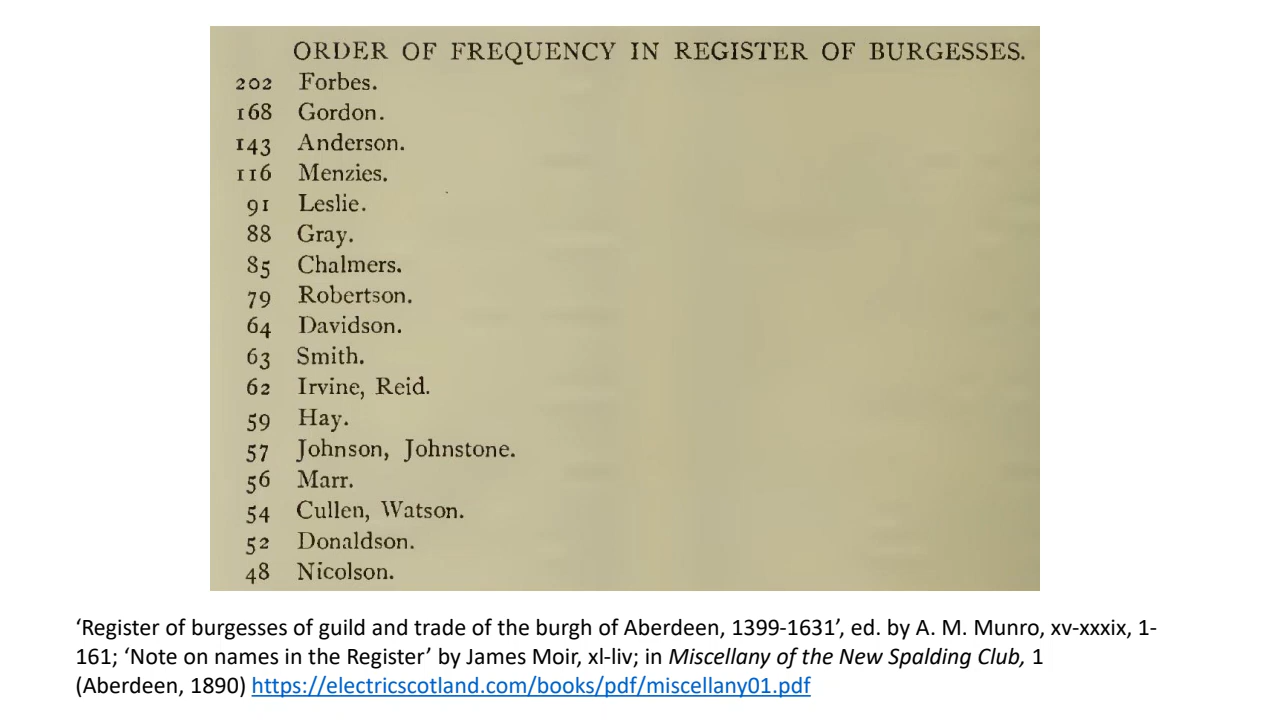 ORDER OF FREQUENCY IN REGISTER OF BURGESSES.
202 Forbes.
168 Gordon.
143 Anderson.
116 Menzies.
91 Leslie.
88 Gray.
85 Chalmers.
79 Robertson.
64 Davidson.
63 Smith.
62 Irvine, Reid.
59 Hay.
57 Johnson, Johnstone.
56 Marr.
54 Cullen, Watson.
52 Donaldson.
48 Nicolson.
‘Register of burgesses of guild and trade of the burgh of Aberdeen, 1399-1631’, ed. by A. M. Munro, xv-xxxix, 1-
161; ‘Note on names in the Register’ by James Moir, xl-liv; in Miscellany of the New Spalding Club, 1
(Aberdeen, 1890) https://electricscotland.com/books/pdf/miscellany01.pdf